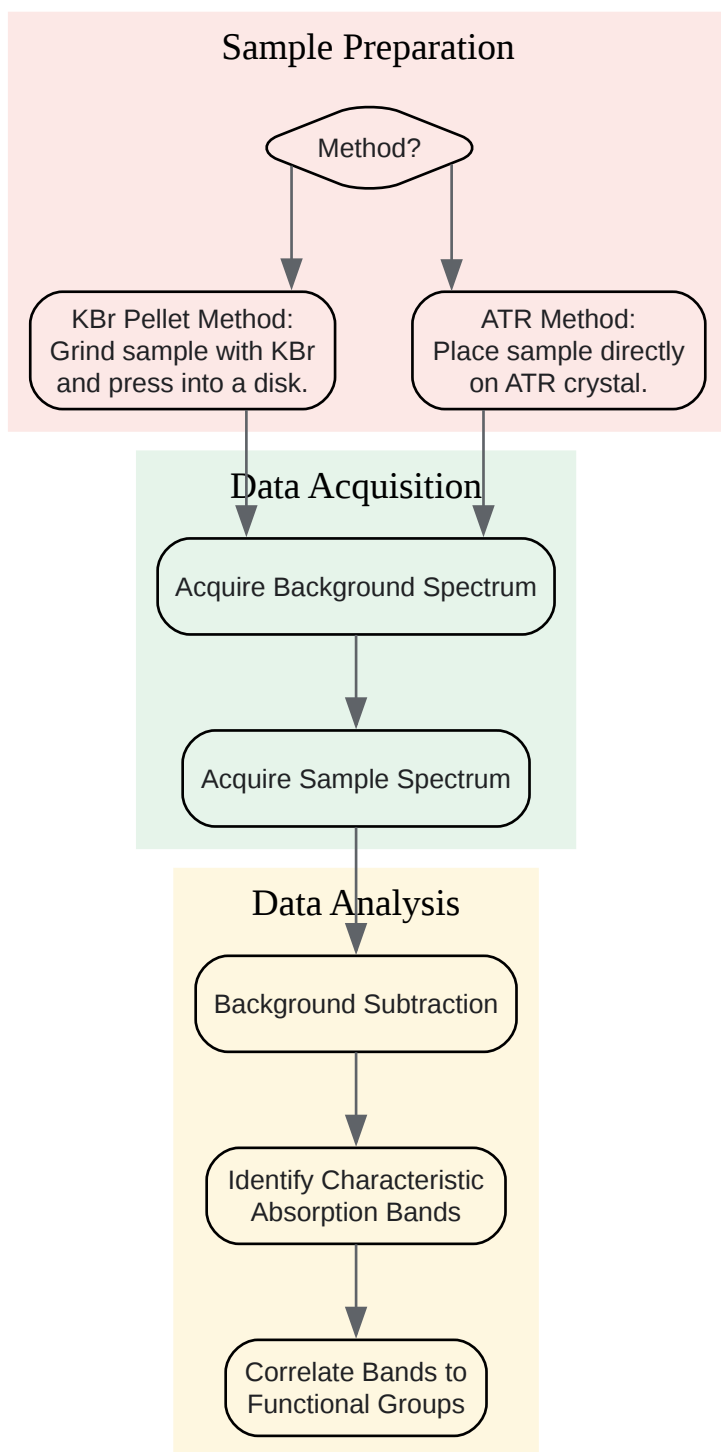 Sample Preparation
Method?
KBr Pellet Method:
Grind sample with KBr
and press into a disk.
ATR Method:
Place sample directly
on ATR crystal.
Data Acquisition
Acquire Background Spectrum
Acquire Sample Spectrum
Data Analysis
Background Subtraction
Identify Characteristic
Absorption Bands
Correlate Bands to
Functional Groups